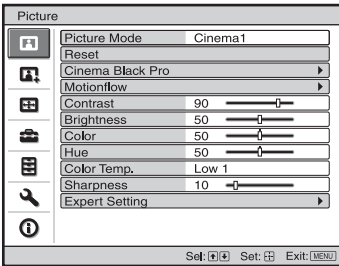 Picture
Picture Mode Cinema1
Reset
Cinema Black Pro
Motionflow
Contrast 90
Brightness 50
Color 50
Hue 50
Color Temp. Low 1
Sharpness 10
Expert Setting
Sel: Set: Exit: MENU